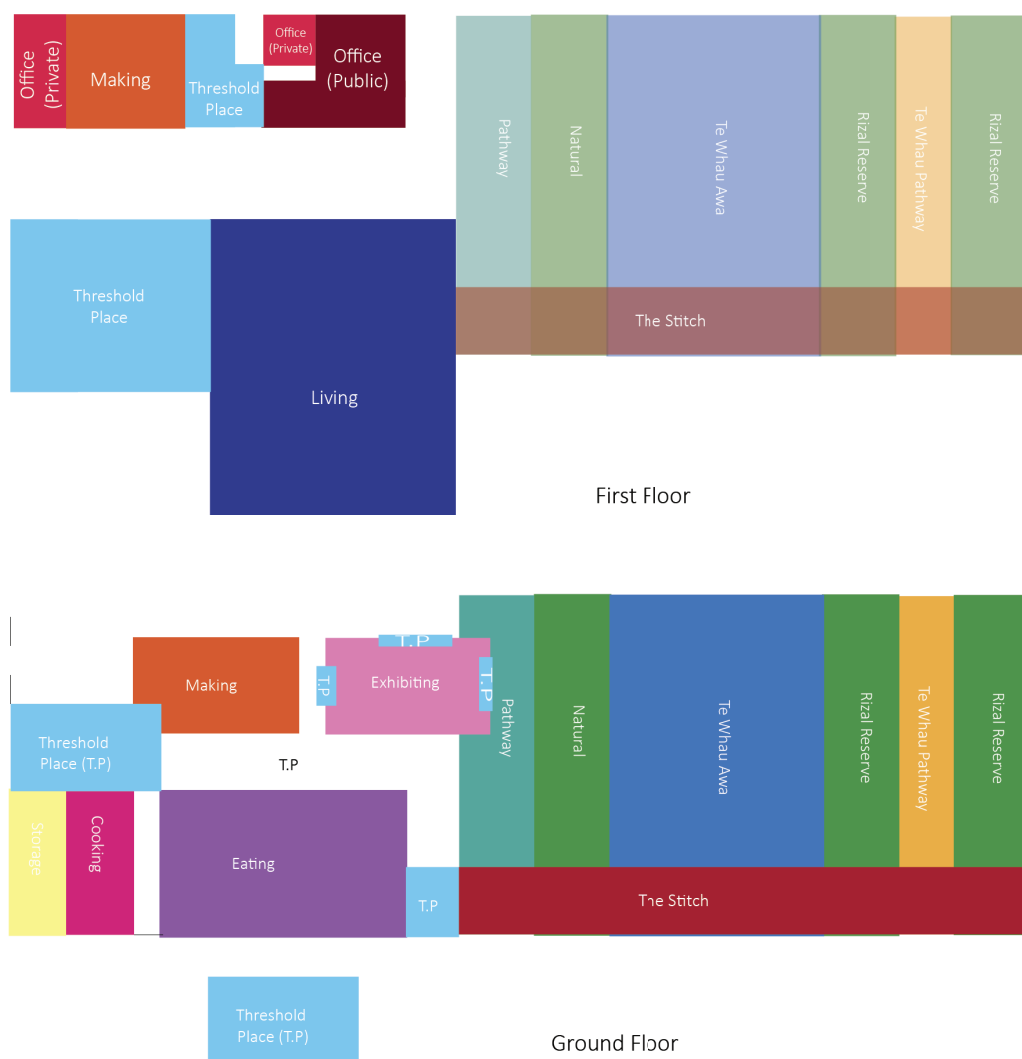 Office
(Private)
Making
Threshold
Place
Office
(Private)
Office
(Public)
Pathway
Natural
Te Whau Awa
Rizal Reserve
Te Whau Pathway
Rizal Reserve
Threshold
Place
Living
The Stitch
First Floor
Making
T.P
Exhibiting
T.P
T.P
Pathway
Natural
Te Whau Awa
Rizal Reserve
Te Whau Pathway
Rizal Reserve
Threshold
Place (T.P)
T.P
Storage
Cooking
Eating
T.P
The Stitch
Threshold
Place (T.P)
Ground Floor